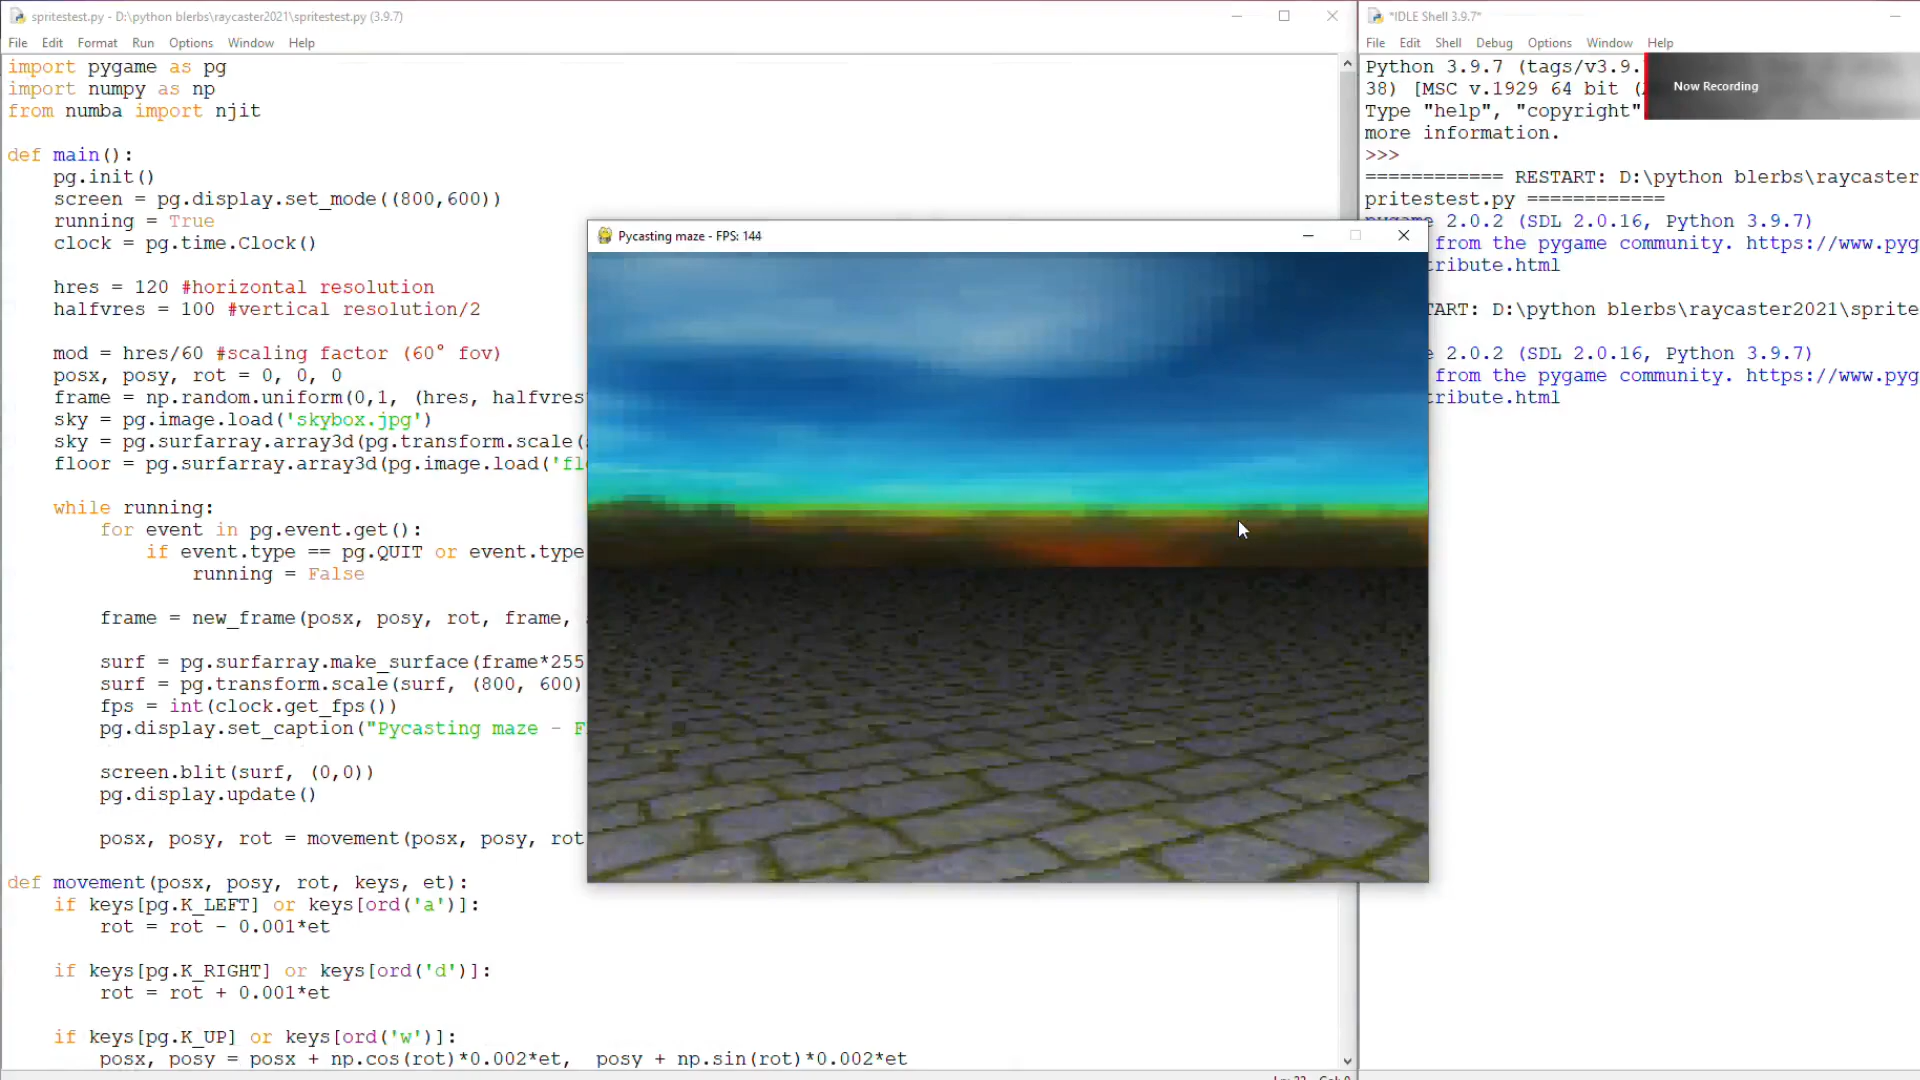 spritestest.py - D:\python blerbs\raycaster2021\spritestest.py (3.9.7)
File Edit Format Run Options Window Help
import pygame as pg
import numpy as np
from numba import njit
def main():
pg.init()
screen = pg.display.set_mode((800,600))
running = True
clock = pg.time.Clock()
hres = 120 #horizontal resolution
halfvres = 100 #vertical resolution/2
mod = hres/60 #scaling factor (60° fov)
posx, posy, rot = 0, 0, 0
frame = np.random.uniform(0,1, (hres, halfvres
sky = pg.image.load('skybox.jpg')
sky = pg.surfarray.array3d(pg.transform.scale(
floor = pg.surfarray.array3d(pg.image.load('fl
while running:
for event in pg.event.get():
if event.type == pg.QUIT or event.type
running = False
frame = new_frame(posx, posy, rot, frame,
surf = pg.surfarray.make_surface(frame*255
surf = pg.transform.scale(surf, (800, 600)
fps = int(clock.get_fps())
pg.display.set_caption("Pycasting maze - F
screen.blit(surf, (0,0))
pg.display.update()
posx, posy, rot = movement(posx, posy, rot
def movement(posx, posy, rot, keys, et):
if keys[pg.K_LEFT] or keys[ord('a')]:
rot = rot - 0.001*et
if keys[pg.K_RIGHT] or keys[ord('d')]:
rot = rot + 0.001*et
if keys[pg.K_UP] or keys[ord('w')]:
posx, posy = posx + np.cos(rot)*0.002*et, posy + np.sin(rot)*0.002*et
Pycasting maze - FPS: 144
*IDLE Shell 3.9.7*
File Edit Shell Debug Options Window Help
Python 3.9.7 (tags/v3.9.
38) [MSC v.1929 64 bit (
Type "help", "copyright"
more information.
>>>
============ RESTART: D:\python blerbs\raycaster
pritestest.py ============
pygame 2.0.2 (SDL 2.0.16, Python 3.9.7)
from the pygame community. https://www.pyg
tribute.html
TART: D:\python blerbs\raycaster2021\sprite
e 2.0.2 (SDL 2.0.16, Python 3.9.7)
from the pygame community. https://www.pyg
tribute.html
Now Recording